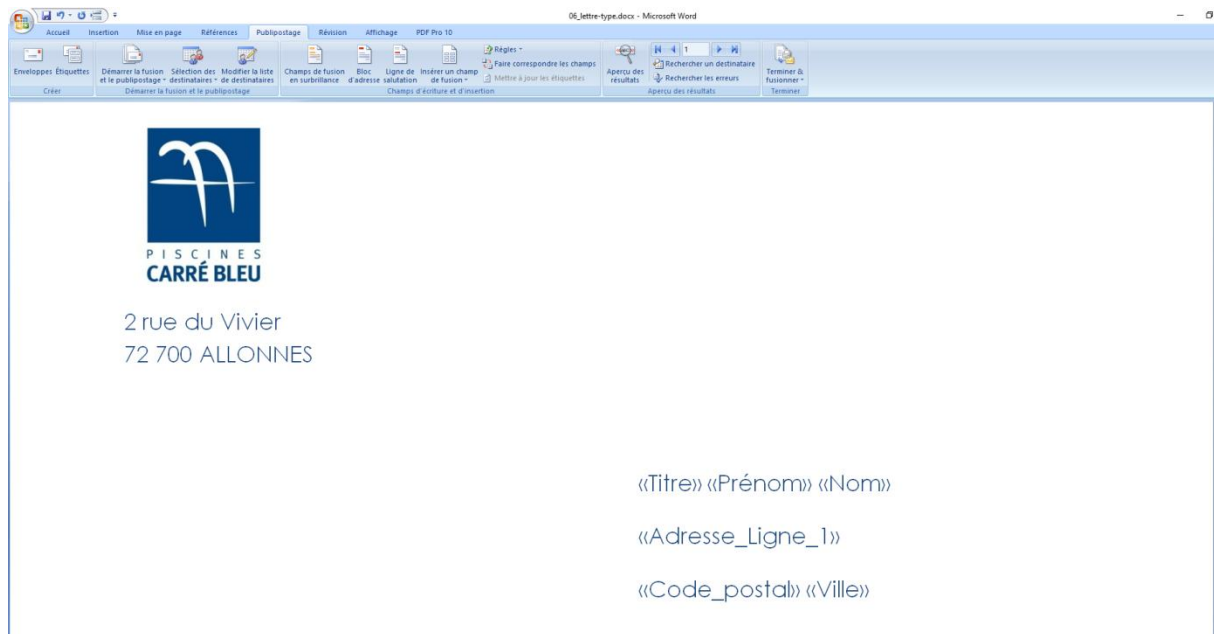 06_lettre-type.docx - Microsoft Word
Accueil Insertion Mise en page Références Publipostage Révision Affichage PDF Pro 10
Enveloppes Étiquettes
Créer
Démarrer la fusion et le publipostage
Sélection des destinataires
Modifier la liste de destinataires
Démarrer la fusion et le publipostage
Champs de fusion en surbrillance
Bloc d'adresse
Ligne de salutation
Insérer un champ de fusion
Règles
Faire correspondre les champs
Mettre à jour les étiquettes
Champs d'écriture et d'insertion
Aperçu des résultats
1
Rechercher un destinataire
Rechercher les erreurs
Aperçu des résultats
Terminer & fusionner
Terminer
PISCINES
CARRÉ BLEU
2 rue du Vivier
72 700 ALLONNES
«Titre» «Prénom» «Nom»
«Adresse_Ligne_1»
«Code_postal» «Ville»